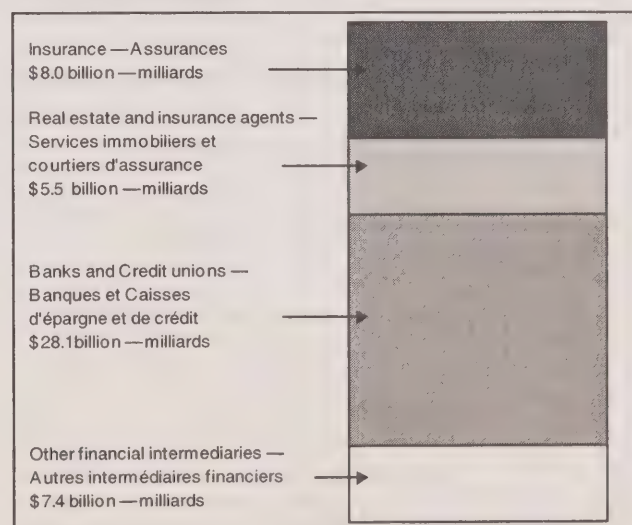 Insurance — Assurances
$8.0 billion — milliards
Real estate and insurance agents —
Services immobiliers et
courtiers d'assurance
$5.5 billion — milliards
Banks and Credit unions —
Banques et Caisses
d'épargne et de crédit
$28.1 billion — milliards
Other financial intermediaries —
Autres intermédiaires financiers
$7.4 billion — milliards